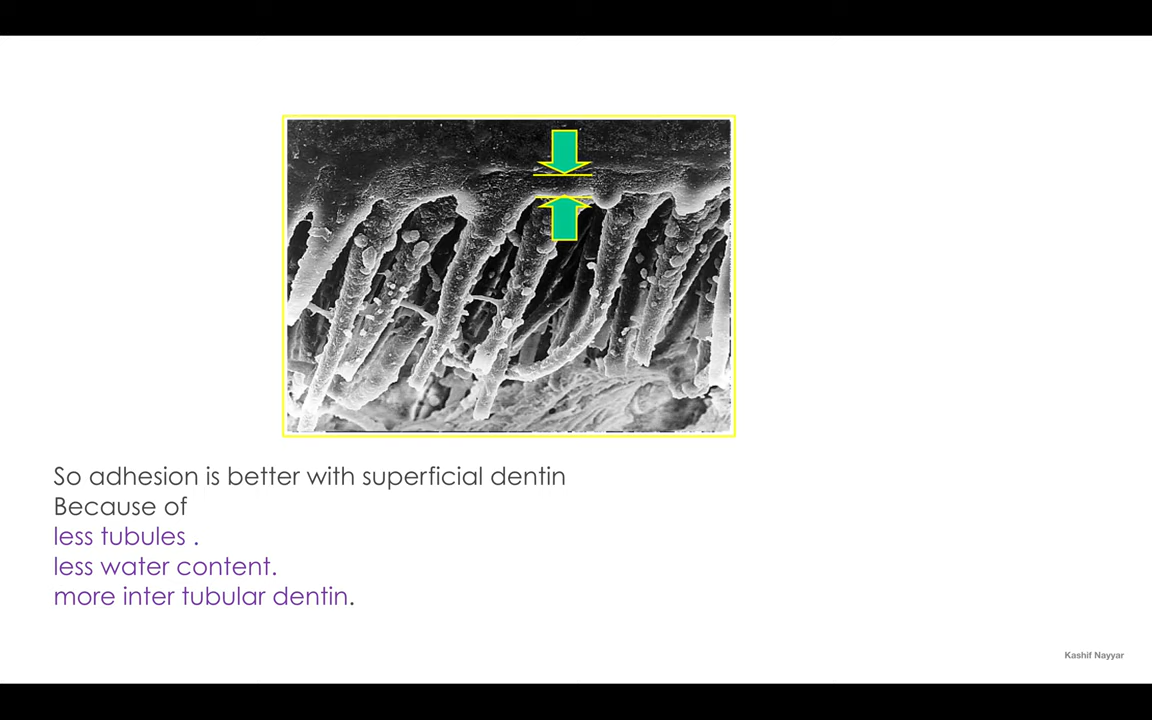 So adhesion is better with superficial dentin
Because of
less tubules .
less water content.
more inter tubular dentin.
Kashif Nayyar